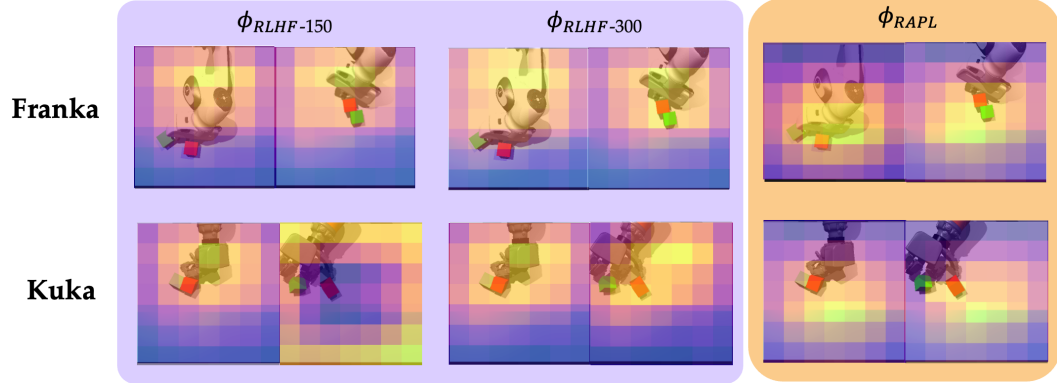 ϕ_RLHF-150
ϕ_RLHF-300
ϕ_RAPL
Franka
Kuka